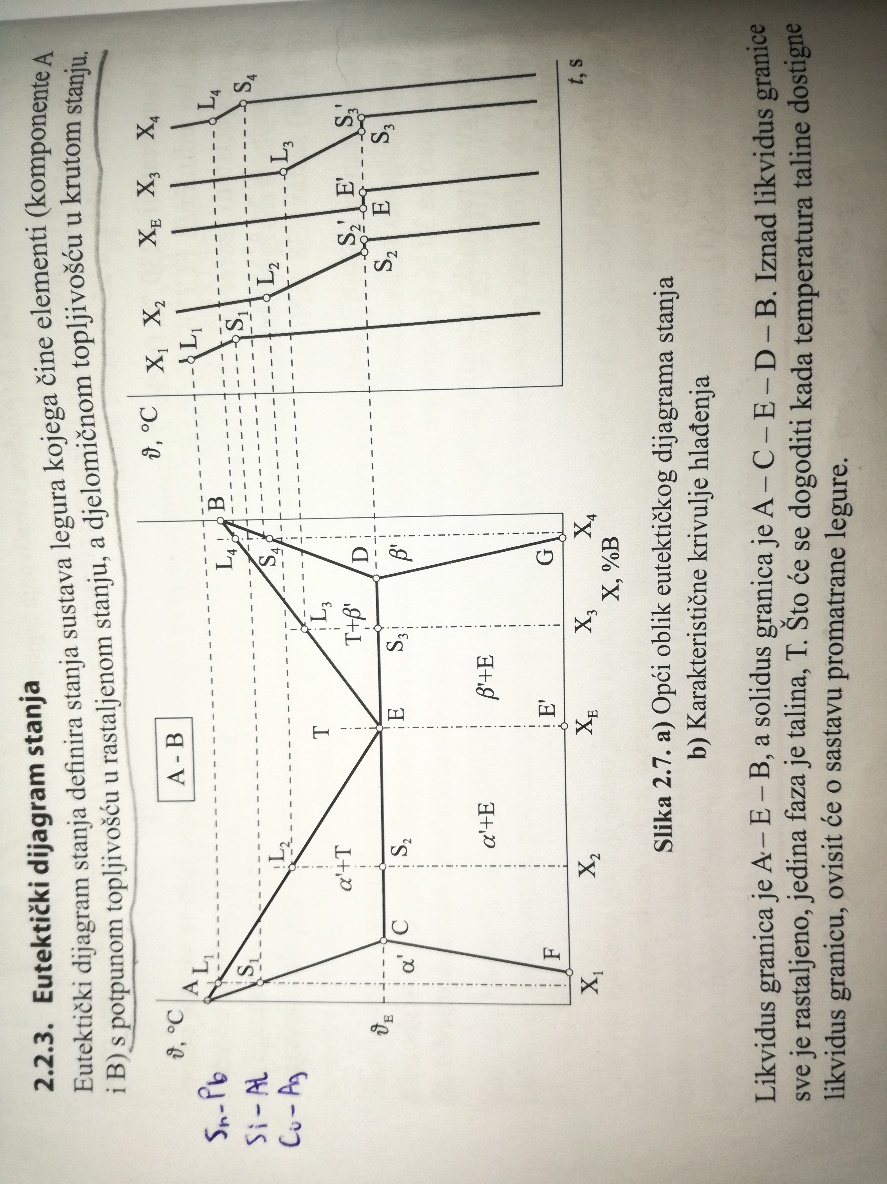 2.2.3. Eutektički dijagram stanja
Eutektički dijagram stanja definira stanja sustava legura kojega čine elementi (komponente A
i B) s potpunom topljivošću u rastaljenom stanju, a djelomičnom topljivošću u krutom stanju.
Sn-Pb
Si-Al
Cu-Ag
ϑ, °C
A - B
A
L₁
S₁
L₂
T
α'+T
α'
C
S₂
E
ϑE
α'+E
β'+E
T+β'
L₃
S₃
B
L₄
S₄
D
β'
F
E'
G
X₁
X₂
XE
X₃
X₄
X, %B
ϑ, °C
X₁
X₂
XE
X₃
X₄
L₁
S₁
L₂
L₃
L₄
S₄
S₂'
E'
S₃'
S₂
E
S₃
t, s
Slika 2.7. a) Opći oblik eutektičkog dijagrama stanja
b) Karakteristične krivulje hlađenja
Likvidus granica je A – E – B, a solidus granica je A – C – E – D – B. Iznad likvidus granice
sve je rastaljeno, jedina faza je talina, T. Što će se dogoditi kada temperatura taline dostigne
likvidus granicu, ovisit će o sastavu promatrane legure.